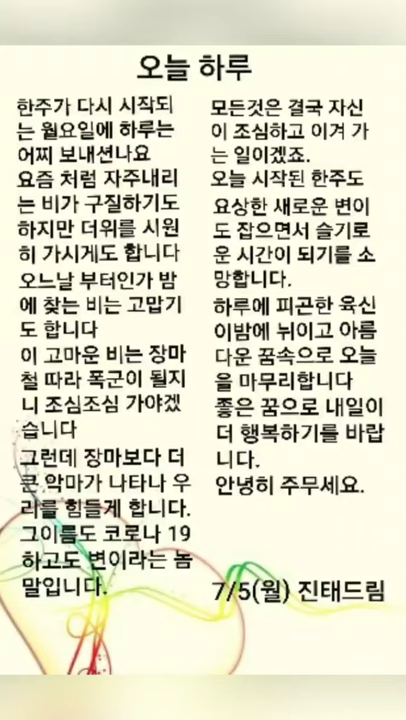 오늘 하루
한주가 다시 시작되
는 월요일에 하루는
어찌 보내션나요
요즘 처럼 자주내리
는 비가 구질하기도
하지만 더위를 시원
히 가시게도 합니다
오느날 부터인가 밤
에 찾는 비는 고맙기
도 합니다
이 고마운 비는 장마
철 따라 폭군이 될지
니 조심조심 가야겠
습니다
그런데 장마보다 더
큰 악마가 나타나 우
리를 힘들게 합니다.
그이름도 코로나 19
하고도 변이라는 놈
말입니다.
모든것은 결국 자신
이 조심하고 이겨 가
는 일이겠죠.
오늘 시작된 한주도
요상한 새로운 변이
도 잡으면서 슬기로
운 시간이 되기를 소
망합니다.
하루에 피곤한 육신
이밤에 뉘이고 아름
다운 꿈속으로 오늘
을 마무리합니다
좋은 꿈으로 내일이
더 행복하기를 바랍
니다.
안녕히 주무세요.
7/5(월) 진태드림